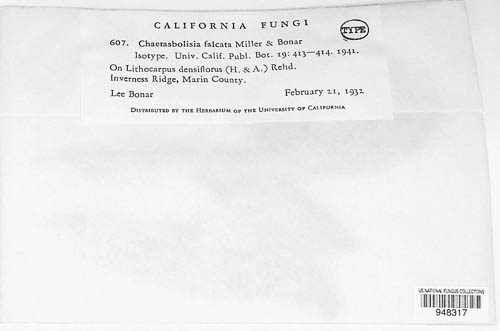 CALIFORNIA FUNGI
TYPE
607. Chaetasbolisia falcata Miller & Bonar
Isotype. Univ. Calif. Publ. Bot. 19: 413—414. 1941.
On Lithocarpus densiflorus (H. & A.) Rehd.
Inverness Ridge, Marin County.
Lee Bonar February 21, 1932
DISTRIBUTED BY THE HERBARIUM OF THE UNIVERSITY OF CALIFORNIA
US NATIONAL FUNGUS COLLECTIONS
948317